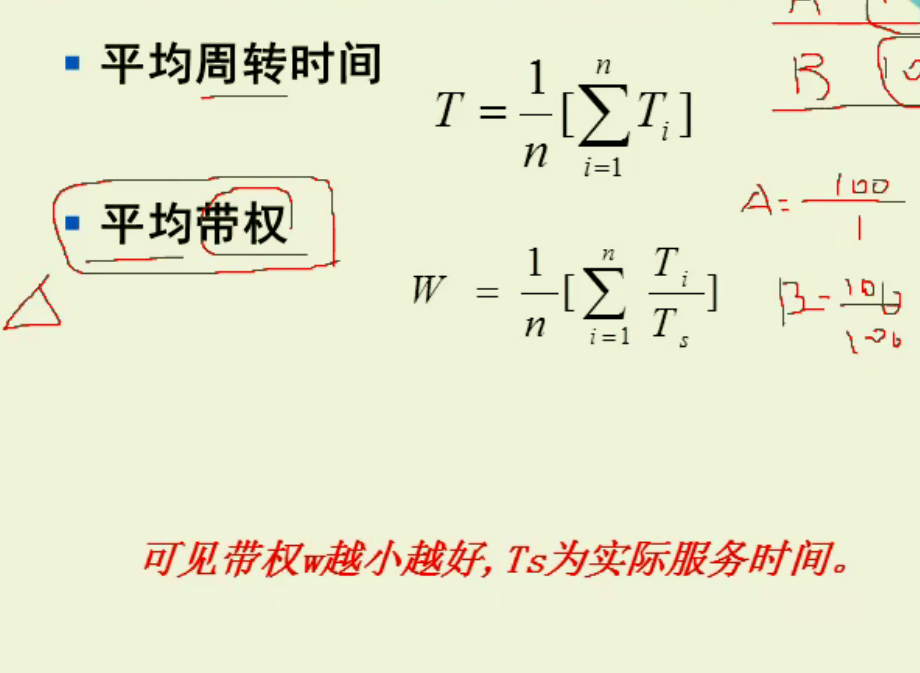 平均周转时间
T = \frac{1}{n} [\sum_{i=1}^{n} T_i]
平均带权
W = \frac{1}{n} [\sum_{i=1}^{n} \frac{T_i}{T_s}]
B
A = \frac{100}{1}
B = \frac{100}{100}
可见带权w越小越好,Ts为实际服务时间。